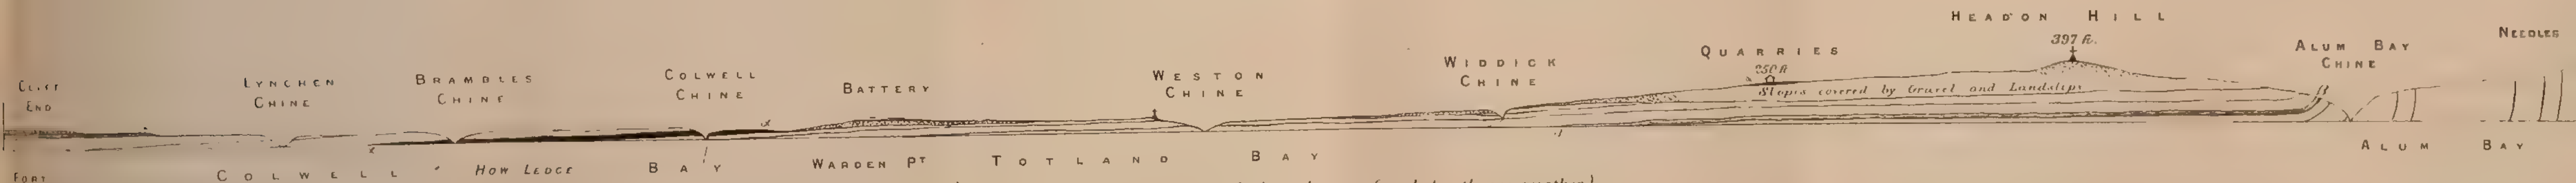 CLIFF
END
LYNCHEN
CHINE
BRAMBLES
CHINE
COLWELL
CHINE
BATTERY
WESTON
CHINE
WIDDICK
CHINE
QUARRIES
250 ft
HEADON HILL
397 ft.
Slopes covered by Gravel and Landslips
ALUM BAY
CHINE
NEEDLES
FORT
COLWELL BAY
HOW LEDGE
WARDEN PT
TOTLAND BAY
ALUM BAY